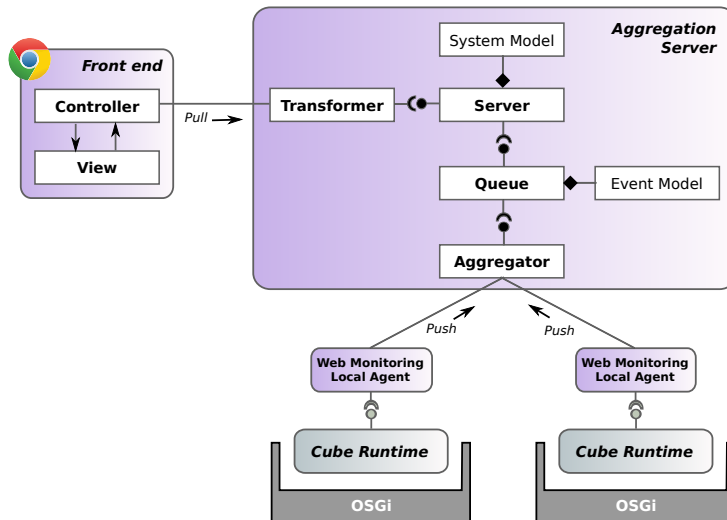 System Model
Aggregation
Server
Front end
Controller
Pull
Transformer
Server
View
Queue
Event Model
Aggregator
Push
Push
Web Monitoring
Local Agent
Web Monitoring
Local Agent
Cube Runtime
Cube Runtime
OSGi
OSGi